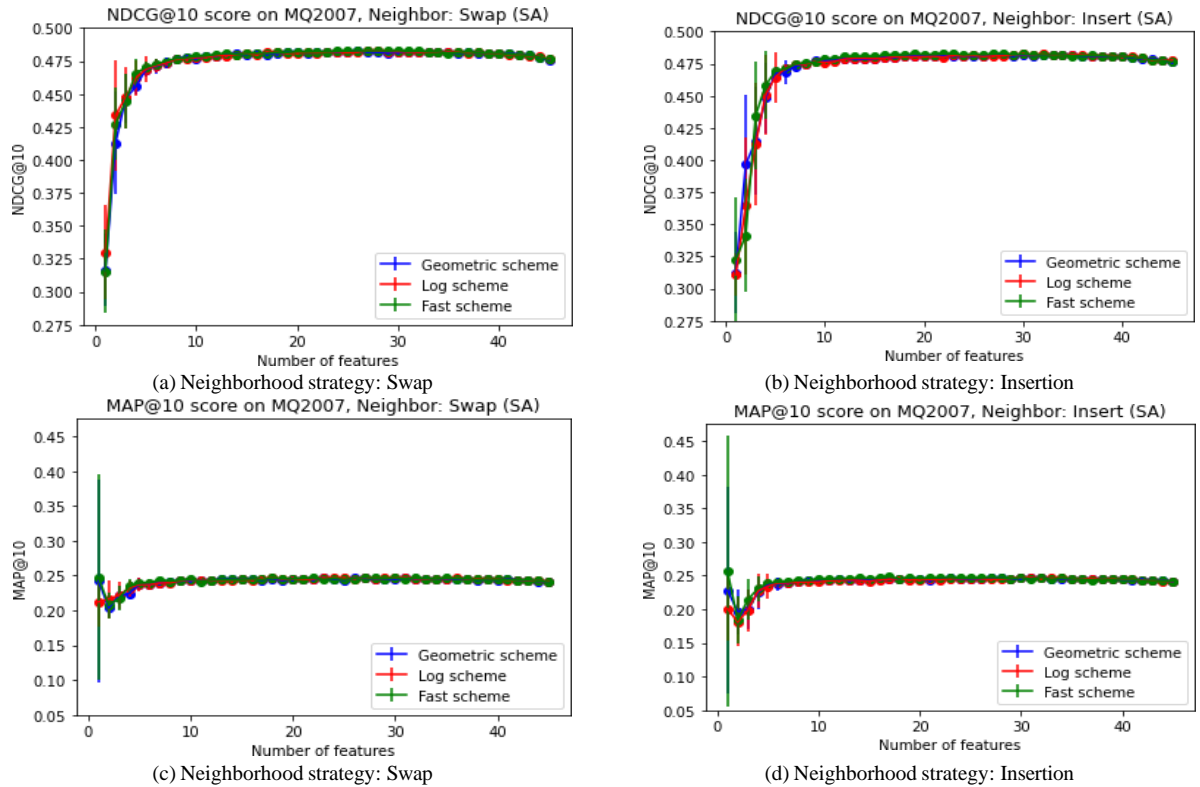 NDCG@10 score on MQ2007, Neighbor: Swap (SA)
0.500
0.475
0.450
0.425
0.400
0.375
0.350
0.325
0.300
0.275
NDCG@10
0 10 20 30 40
Number of features
Geometric scheme
Log scheme
Fast scheme
(a) Neighborhood strategy: Swap
NDCG@10 score on MQ2007, Neighbor: Insert (SA)
0.500
0.475
0.450
0.425
0.400
0.375
0.350
0.325
0.300
0.275
NDCG@10
0 10 20 30 40
Number of features
Geometric scheme
Log scheme
Fast scheme
(b) Neighborhood strategy: Insertion
MAP@10 score on MQ2007, Neighbor: Swap (SA)
0.45
0.40
0.35
0.30
0.25
0.20
0.15
0.10
0.05
MAP@10
0 10 20 30 40
Number of features
Geometric scheme
Log scheme
Fast scheme
(c) Neighborhood strategy: Swap
MAP@10 score on MQ2007, Neighbor: Insert (SA)
0.45
0.40
0.35
0.30
0.25
0.20
0.15
0.10
0.05
MAP@10
0 10 20 30 40
Number of features
Geometric scheme
Log scheme
Fast scheme
(d) Neighborhood strategy: Insertion